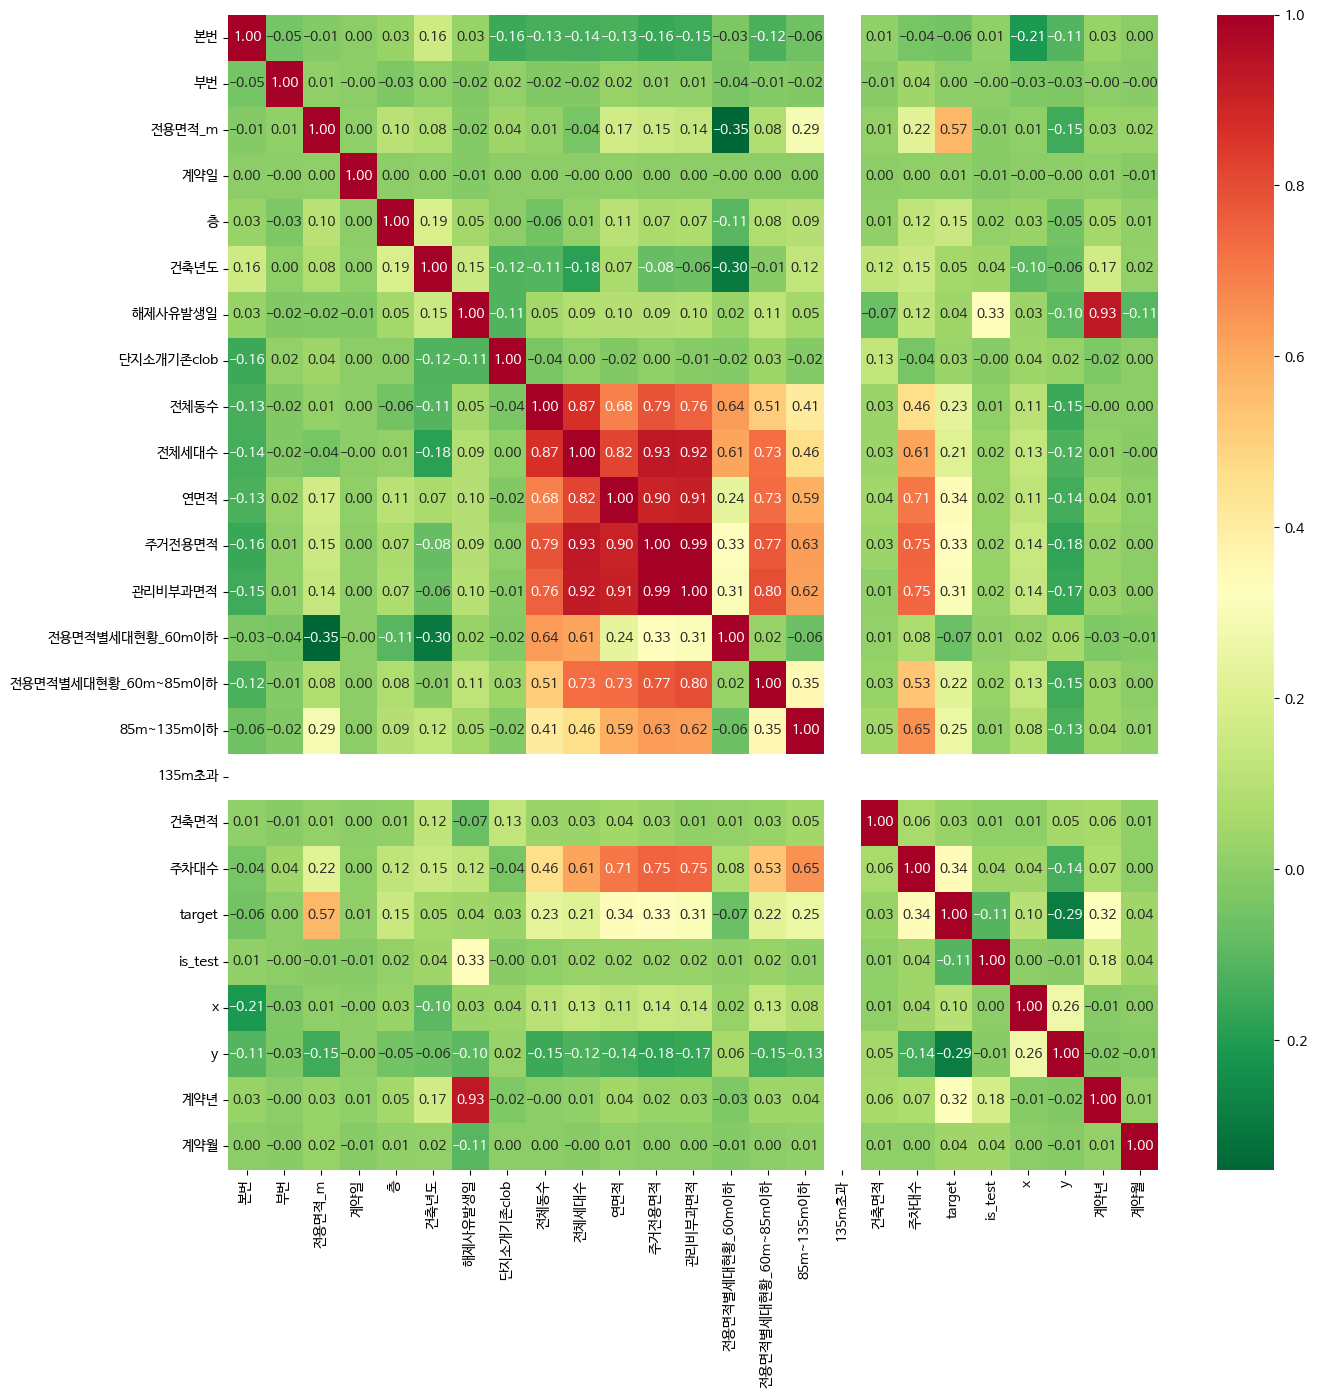 본번 1.00 −0.05 −0.01 0.00 0.03 0.16 0.03 −0.16 −0.13 −0.14 −0.13 −0.16 −0.15 −0.03 −0.12 −0.06 0.01 −0.04 −0.06 0.01 −0.21 −0.11 0.03 0.00
부번 −0.05 1.00 0.01 −0.00 −0.03 0.00 −0.02 0.02 −0.02 −0.02 0.02 0.01 0.01 −0.04 −0.01 −0.02 −0.01 0.04 0.00 −0.00 −0.03 −0.03 −0.00 −0.00
전용면적_m −0.01 0.01 1.00 0.00 0.10 0.08 −0.02 0.04 0.01 −0.04 0.17 0.15 0.14 −0.35 0.08 0.29 0.01 0.22 0.57 −0.01 0.01 −0.15 0.03 0.02
계약일 0.00 −0.00 0.00 1.00 0.00 0.00 −0.01 0.00 0.00 −0.00 0.00 0.00 0.00 −0.00 0.00 0.00 0.00 0.00 0.01 −0.01 −0.00 −0.00 0.01 −0.01
층 0.03 −0.03 0.10 0.00 1.00 0.19 0.05 0.00 −0.06 0.01 0.11 0.07 0.07 −0.11 0.08 0.09 0.01 0.12 0.15 0.02 0.03 −0.05 0.05 0.01
건축년도 0.16 0.00 0.08 0.00 0.19 1.00 0.15 −0.12 −0.11 −0.18 0.07 −0.08 −0.06 −0.30 −0.01 0.12 0.12 0.15 0.05 0.04 −0.10 −0.06 0.17 0.02
해제사유발생일 0.03 −0.02 −0.02 −0.01 0.05 0.15 1.00 −0.11 0.05 0.09 0.10 0.09 0.10 0.02 0.11 0.05 −0.07 0.12 0.04 0.33 0.03 −0.10 0.93 −0.11
단지소개기존clob −0.16 0.02 0.04 0.00 0.00 −0.12 −0.11 1.00 −0.04 0.00 −0.02 0.00 −0.01 −0.02 0.03 −0.02 0.13 −0.04 0.03 −0.00 0.04 0.02 −0.02 0.00
전체동수 −0.13 −0.02 0.01 0.00 −0.06 −0.11 0.05 −0.04 1.00 0.87 0.68 0.79 0.76 0.64 0.51 0.41 0.03 0.46 0.23 0.01 0.11 −0.15 −0.00 0.00
전체세대수 −0.14 −0.02 −0.04 −0.00 0.01 −0.18 0.09 0.00 0.87 1.00 0.82 0.93 0.92 0.61 0.73 0.46 0.03 0.61 0.21 0.02 0.13 −0.12 0.01 −0.00
연면적 −0.13 0.02 0.17 0.00 0.11 0.07 0.10 −0.02 0.68 0.82 1.00 0.90 0.91 0.24 0.73 0.59 0.04 0.71 0.34 0.02 0.11 −0.14 0.04 0.01
주거전용면적 −0.16 0.01 0.15 0.00 0.07 −0.08 0.09 0.00 0.79 0.93 0.90 1.00 0.99 0.33 0.77 0.63 0.03 0.75 0.33 0.02 0.14 −0.18 0.02 0.00
관리비부과면적 −0.15 0.01 0.14 0.00 0.07 −0.06 0.10 −0.01 0.76 0.92 0.91 0.99 1.00 0.31 0.80 0.62 0.01 0.75 0.31 0.02 0.14 −0.17 0.03 0.00
전용면적별세대현황_60m이하 −0.03 −0.04 −0.35 −0.00 −0.11 −0.30 0.02 −0.02 0.64 0.61 0.24 0.33 0.31 1.00 0.02 −0.06 0.01 0.08 −0.07 0.01 0.02 0.06 −0.03 −0.01
전용면적별세대현황_60m~85m이하 −0.12 −0.01 0.08 0.00 0.08 −0.01 0.11 0.03 0.51 0.73 0.73 0.77 0.80 0.02 1.00 0.35 0.03 0.53 0.22 0.02 0.13 −0.15 0.03 0.00
85m~135m이하 −0.06 −0.02 0.29 0.00 0.09 0.12 0.05 −0.02 0.41 0.46 0.59 0.63 0.62 −0.06 0.35 1.00 0.05 0.65 0.25 0.01 0.08 −0.13 0.04 0.01
135m초과
건축면적 0.01 −0.01 0.01 0.00 0.01 0.12 −0.07 0.13 0.03 0.03 0.04 0.03 0.01 0.01 0.03 0.05 1.00 0.06 0.03 0.01 0.01 0.05 0.06 0.01
주차대수 −0.04 0.04 0.22 0.00 0.12 0.15 0.12 −0.04 0.46 0.61 0.71 0.75 0.75 0.08 0.53 0.65 0.06 1.00 0.34 0.04 0.04 −0.14 0.07 0.00
target −0.06 0.00 0.57 0.01 0.15 0.05 0.04 0.03 0.23 0.21 0.34 0.33 0.31 −0.07 0.22 0.25 0.03 0.34 1.00 −0.11 0.10 −0.29 0.32 0.04
is_test 0.01 −0.00 −0.01 −0.01 0.02 0.04 0.33 −0.00 0.01 0.02 0.02 0.02 0.02 0.01 0.02 0.01 0.01 0.04 −0.11 1.00 0.00 −0.01 0.18 0.04
x −0.21 −0.03 0.01 −0.00 0.03 −0.10 0.03 0.04 0.11 0.13 0.11 0.14 0.14 0.02 0.13 0.08 0.01 0.04 0.10 0.00 1.00 0.26 −0.01 0.00
y −0.11 −0.03 −0.15 −0.00 −0.05 −0.06 −0.10 0.02 −0.15 −0.12 −0.14 −0.18 −0.17 0.06 −0.15 −0.13 0.05 −0.14 −0.29 −0.01 0.26 1.00 −0.02 −0.01
계약년 0.03 −0.00 0.03 0.01 0.05 0.17 0.93 −0.02 −0.00 0.01 0.04 0.02 0.03 −0.03 0.03 0.04 0.06 0.07 0.32 0.18 −0.01 −0.02 1.00 0.01
계약월 0.00 −0.00 0.02 −0.01 0.01 0.02 −0.11 0.00 0.00 −0.00 0.01 0.00 0.00 −0.01 0.00 0.01 0.01 0.00 0.04 0.04 0.00 −0.01 0.01 1.00
본번 부번 전용면적_m 계약일 층 건축년도 해제사유발생일 단지소개기존clob 전체동수 전체세대수 연면적 주거전용면적 관리비부과면적 전용면적별세대현황_60m이하 전용면적별세대현황_60m~85m이하 85m~135m이하 135m초과 건축면적 주차대수 target is_test x y 계약년 계약월
1.0
0.8
0.6
0.4
0.2
0.0
0.2